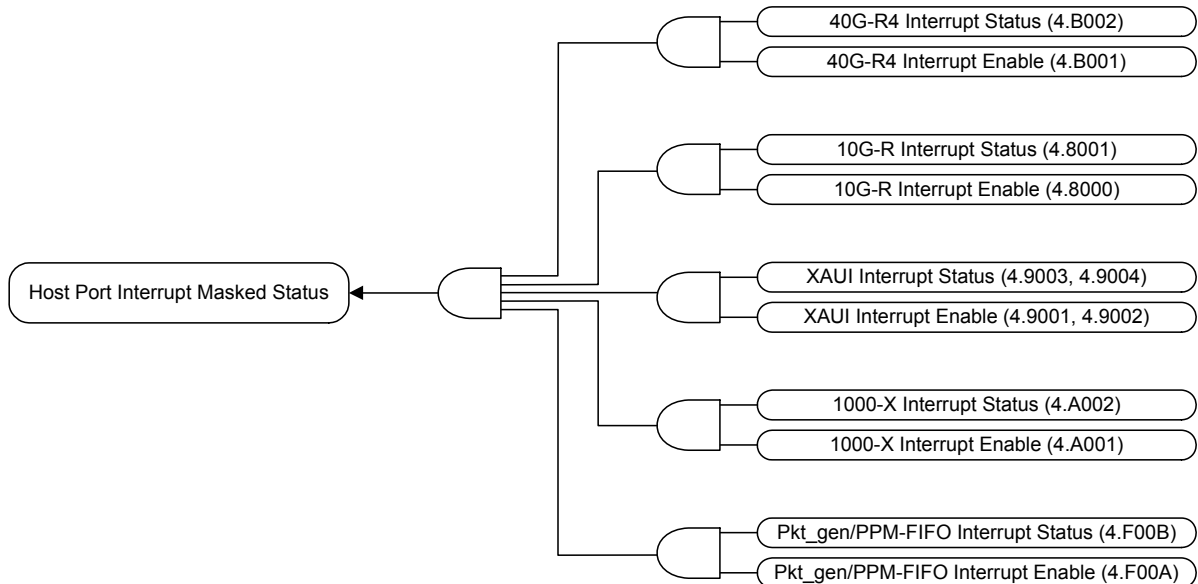 40G-R4 Interrupt Status (4.B002)
40G-R4 Interrupt Enable (4.B001)
10G-R Interrupt Status (4.8001)
10G-R Interrupt Enable (4.8000)
Host Port Interrupt Masked Status
XAUI Interrupt Status (4.9003, 4.9004)
XAUI Interrupt Enable (4.9001, 4.9002)
1000-X Interrupt Status (4.A002)
1000-X Interrupt Enable (4.A001)
Pkt_gen/PPM-FIFO Interrupt Status (4.F00B)
Pkt_gen/PPM-FIFO Interrupt Enable (4.F00A)